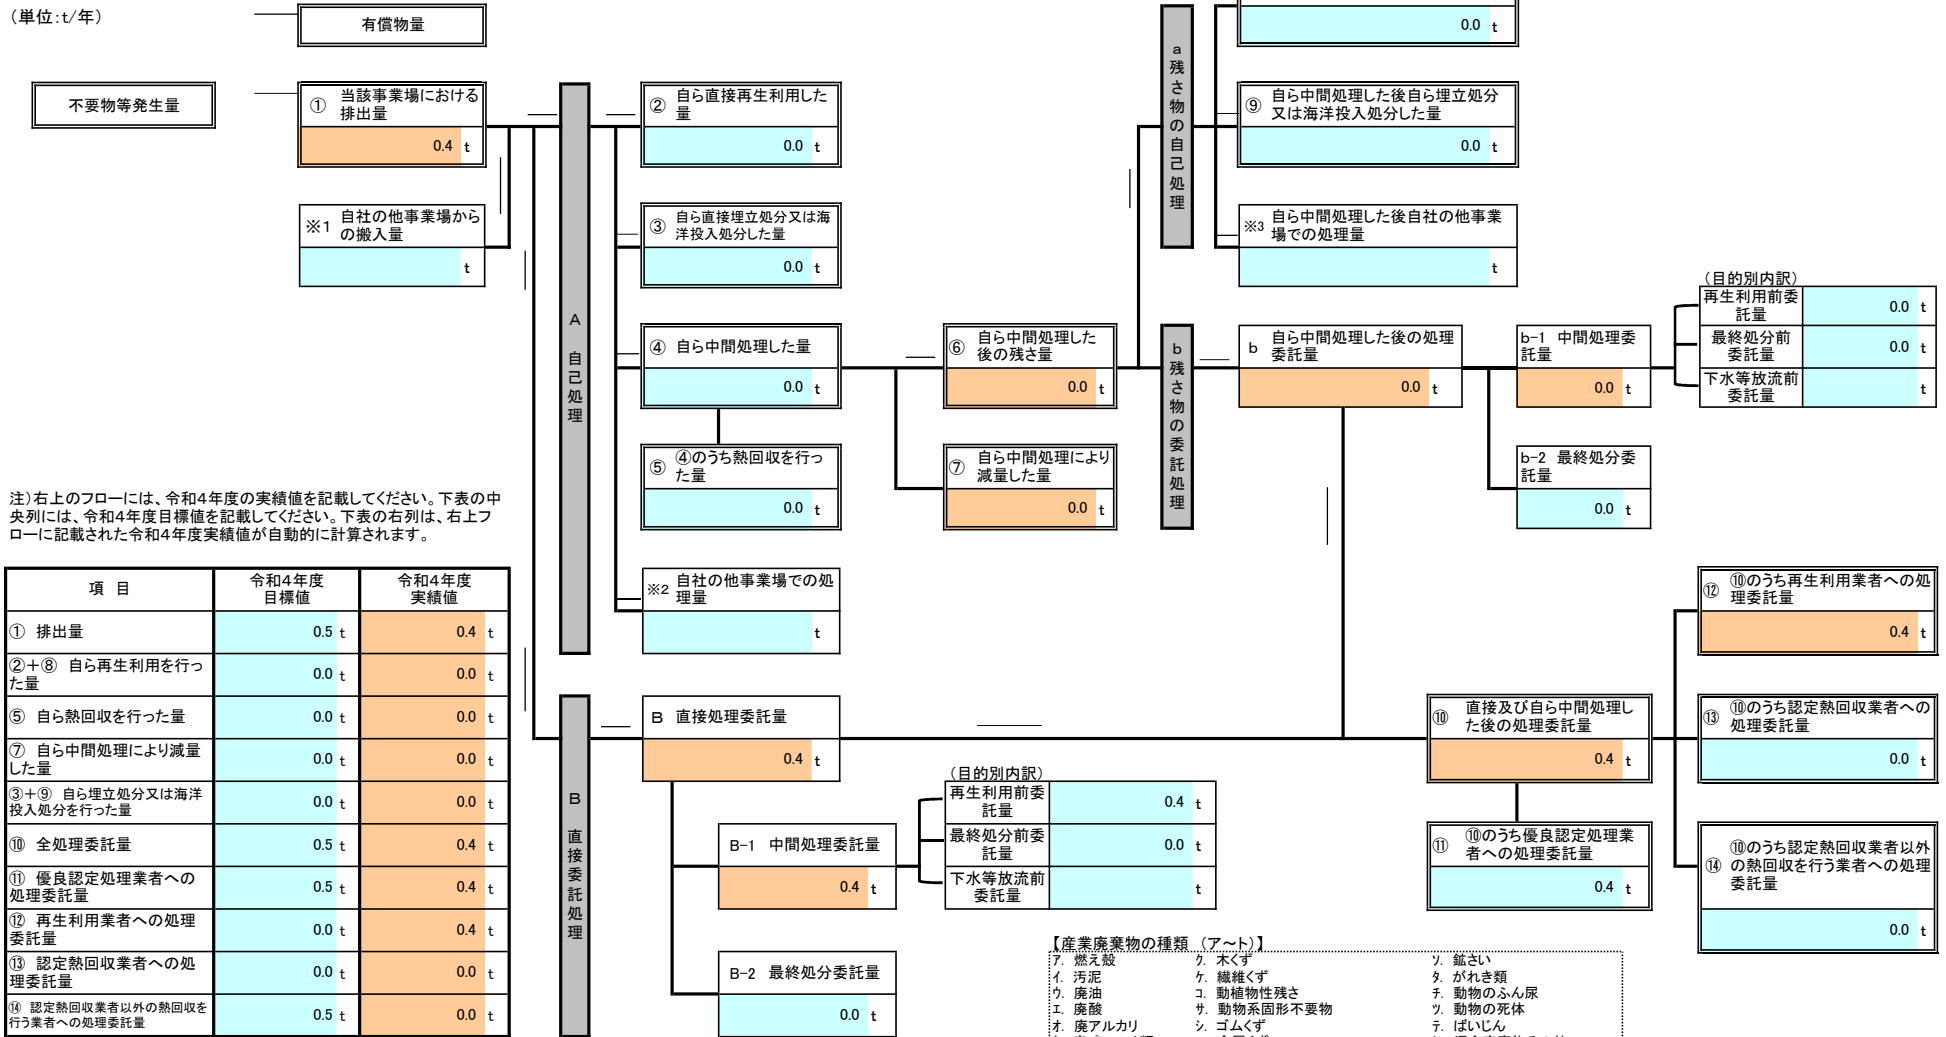 (単位:t/年)
有償物量
0.0 t
不要物等発生量
① 当該事業場における
排出量
0.4 t
※1 自社の他事業場から
の搬入量
t
A 自己処理
② 自ら直接再生利用した
量
0.0 t
③ 自ら直接埋立処分又は海
洋投入処分した量
0.0 t
④ 自ら中間処理した量
0.0 t
⑤ ④のうち熱回収を行っ
た量
0.0 t
※2 自社の他事業場での処
理量
t
⑥ 自ら中間処理した
後の残さ量
0.0 t
⑦ 自ら中間処理により
減量した量
0.0 t
a 残さ物の自己処理
⑨ 自ら中間処理した後自ら埋立処分
又は海洋投入処分した量
0.0 t
※3 自ら中間処理した後自社の他事業
場での処理量
t
b 残さ物の委託処理
b 自ら中間処理した後の処理
委託量
0.0 t
b-1 中間処理委
託量
0.0 t
b-2 最終処分委
託量
0.0 t
(目的別内訳)
再生利用前委
託量
0.0 t
最終処分前
委託量
0.0 t
下水等放流前
委託量
t
注)右上のフローには、令和4年度の実績値を記載してください。下表の中
央列には、令和4年度目標値を記載してください。下表の右列は、右上フ
ローに記載された令和4年度実績値が自動的に計算されます。
項 目 令和4年度 令和4年度
目標値 実績値
① 排出量 0.5 t 0.4 t
②+⑧ 自ら再生利用を行っ
た量 0.0 t 0.0 t
⑤ 自ら熱回収を行った量 0.0 t 0.0 t
⑦ 自ら中間処理により減量
した量 0.0 t 0.0 t
③+⑨ 自ら埋立処分又は海洋
投入処分を行った量 0.0 t 0.0 t
⑩ 全処理委託量 0.5 t 0.4 t
⑪ 優良認定処理業者への
処理委託量 0.5 t 0.4 t
⑫ 再生利用業者への処理
委託量 0.0 t 0.4 t
⑬ 認定熱回収業者への処
理委託量 0.0 t 0.0 t
⑭ 認定熱回収業者以外の熱回収を
行う業者への処理委託量 0.5 t 0.0 t
B 直接委託処理
B 直接処理委託量
0.4 t
B-1 中間処理委託量
0.4 t
B-2 最終処分委託量
0.0 t
(目的別内訳)
再生利用前委
託量
0.4 t
最終処分前委
託量
0.0 t
下水等放流前
委託量
t
⑩ 直接及び自ら中間処理し
た後の処理委託量
0.4 t
⑪ ⑩のうち優良認定処理業
者への処理委託量
0.4 t
⑫ ⑩のうち再生利用業者への処
理委託量
0.4 t
⑬ ⑩のうち認定熱回収業者への
処理委託量
0.0 t
⑭ ⑩のうち認定熱回収業者以外
の熱回収を行う業者への処理
委託量
0.0 t
【産業廃棄物の種類 (ア～ト)】
ア. 燃え殻 ク. 木くず ソ. 鉱さい
イ. 汚泥 ケ. 繊維くず タ. がれき類
ウ. 廃油 コ. 動植物性残さ チ. 動物のふん尿
エ. 廃酸 サ. 動物系固形不要物 ツ. 動物の死体
オ. 廃アルカリ シ. ゴムくず テ. ばいじん